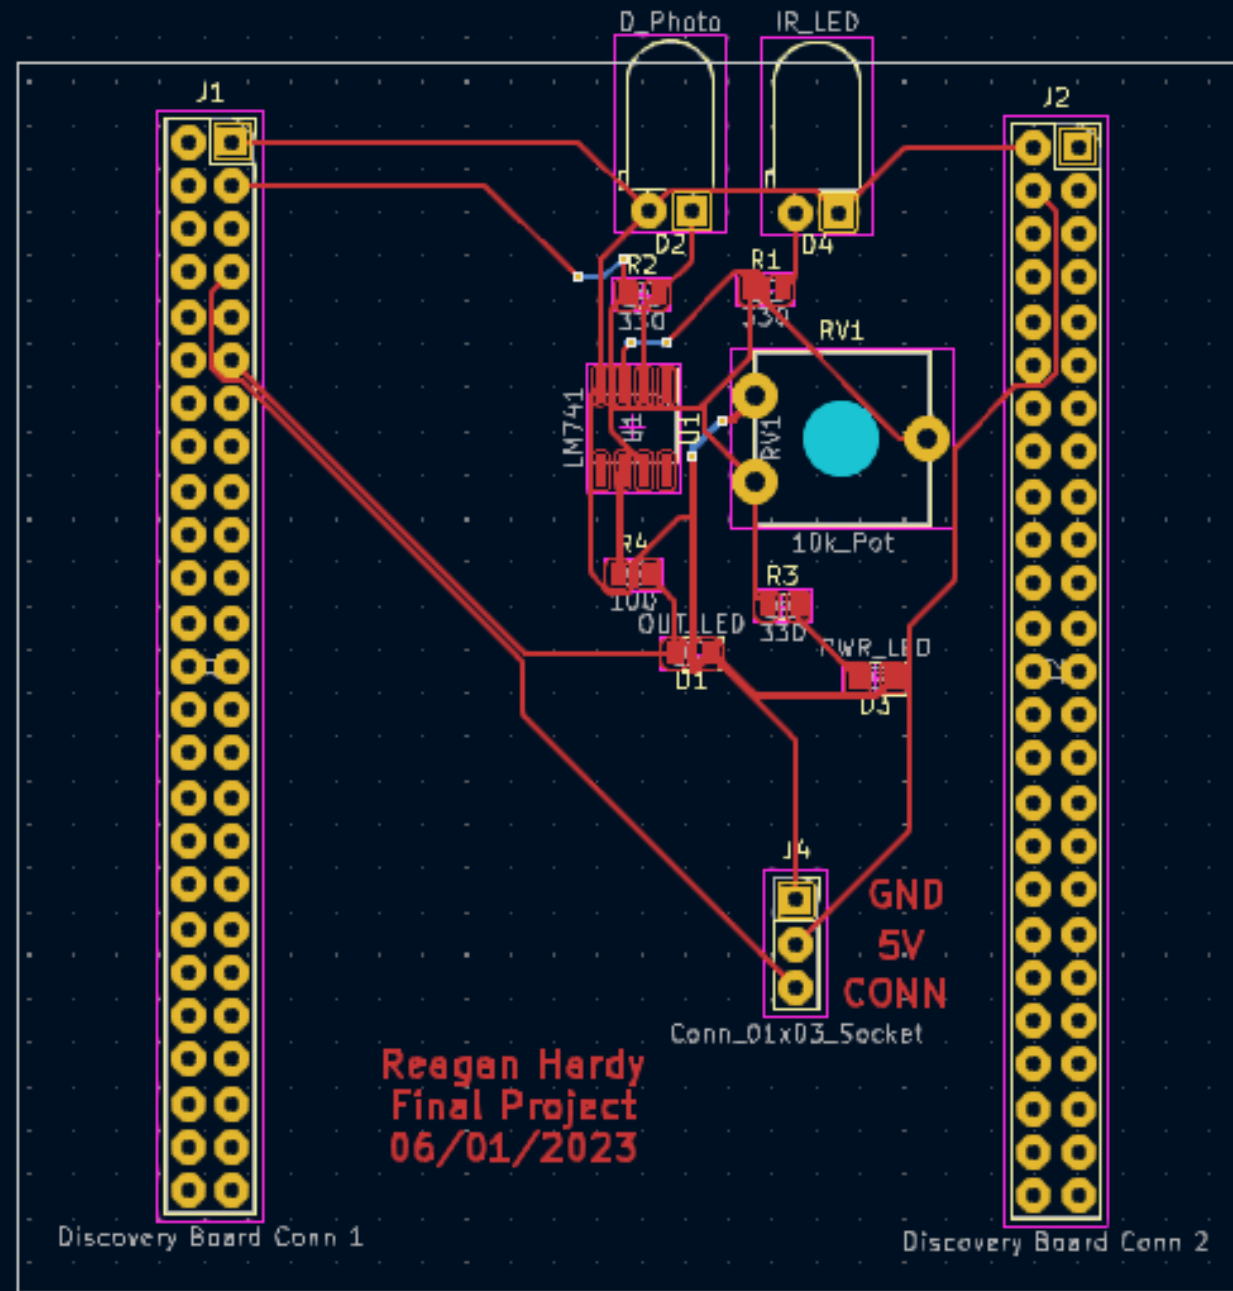 D_Photo IR_LED
J1
J2
D2 D4
R2 R1
330 330
RV1
LM741
U1
RV1
10k_Pot
R4
R3
100
OUT_LED
330
PWR_LED
D1
D3
J4
GND
5V
CONN
Conn_01x03_Socket
Reagan Hardy
Final Project
06/01/2023
Discovery Board Conn 1
Discovery Board Conn 2